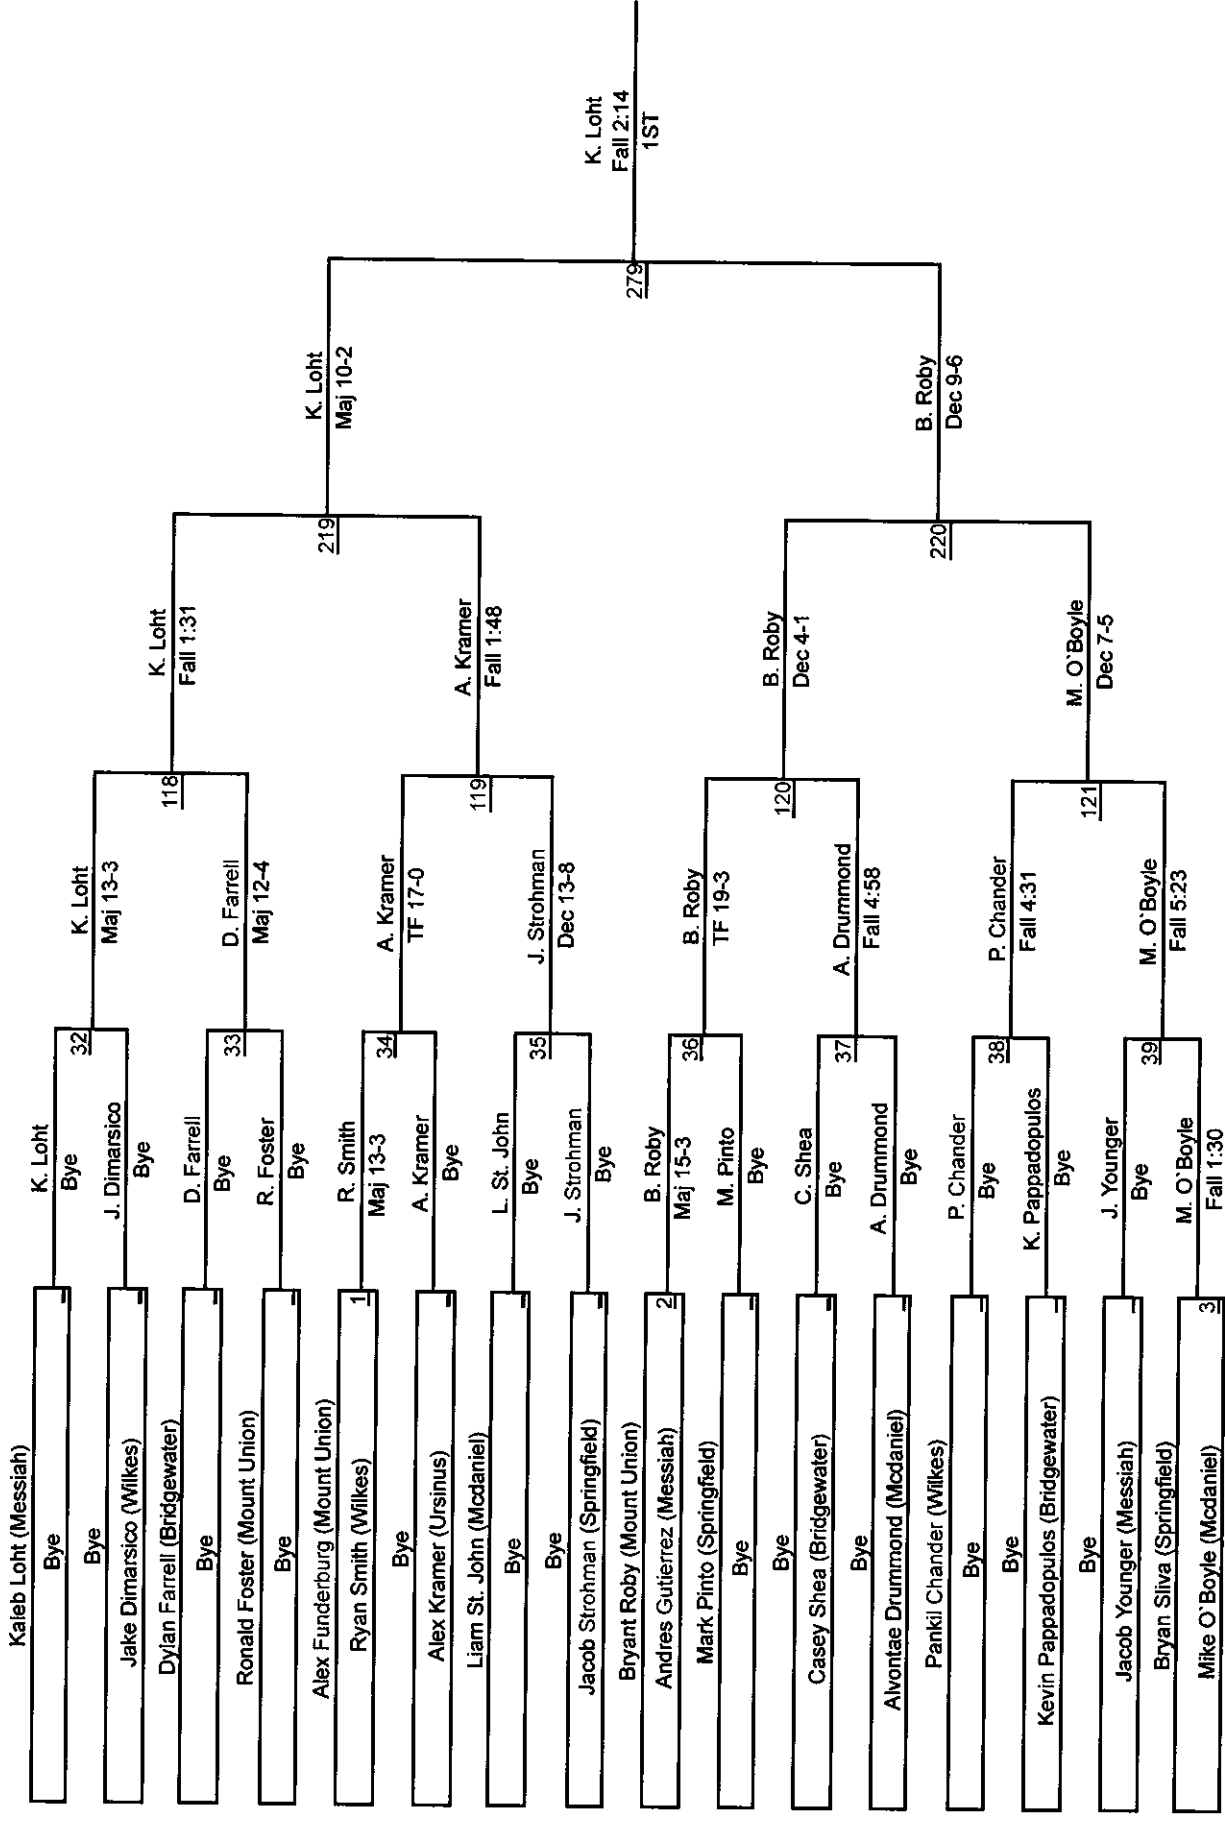 Kaleb Loht (Messiah)
Bye
Bye
Jake Dimarsico (Wilkes)
Dylan Farrell (Bridgewater)
Bye
Ronald Foster (Mount Union)
Bye
Alex Funderburg (Mount Union)
Ryan Smith (Wilkes)
1
Bye
Alex Kramer (Ursinus)
Liam St. John (Mcdaniel)
Bye
Bye
Jacob Strohman (Springfield)
Bryant Roby (Mount Union)
Andres Gutierrez (Messiah)
2
Mark Pinto (Springfield)
Bye
Bye
Casey Shea (Bridgewater)
Bye
Alvontae Drummond (Mcdaniel)
Pankil Chander (Wilkes)
Bye
Bye
Kevin Pappadopulos (Bridgewater)
Bye
Jacob Younger (Messiah)
Bryan Sliva (Springfield)
Mike O`Boyle (Mcdaniel)
3
K. Loht
Bye
32
J. Dimarsico
Bye
D. Farrell
Bye
33
R. Foster
Bye
R. Smith
Maj 13-3
34
A. Kramer
Bye
L. St. John
Bye
35
J. Strohman
Bye
B. Roby
Maj 15-3
36
M. Pinto
Bye
C. Shea
Bye
37
A. Drummond
Bye
P. Chander
Bye
38
K. Pappadopulos
Bye
J. Younger
Bye
39
M. O`Boyle
Fall 1:30
K. Loht
Maj 13-3
118
D. Farrell
Maj 12-4
A. Kramer
TF 17-0
119
J. Strohman
Dec 13-8
B. Roby
TF 19-3
120
A. Drummond
Fall 4:58
P. Chander
Fall 4:31
121
M. O`Boyle
Fall 5:23
K. Loht
Fall 1:31
219
A. Kramer
Fall 1:48
B. Roby
Dec 4-1
220
M. O`Boyle
Dec 7-5
K. Loht
Maj 10-2
279
B. Roby
Dec 9-6
K. Loht
Fall 2:14
1ST